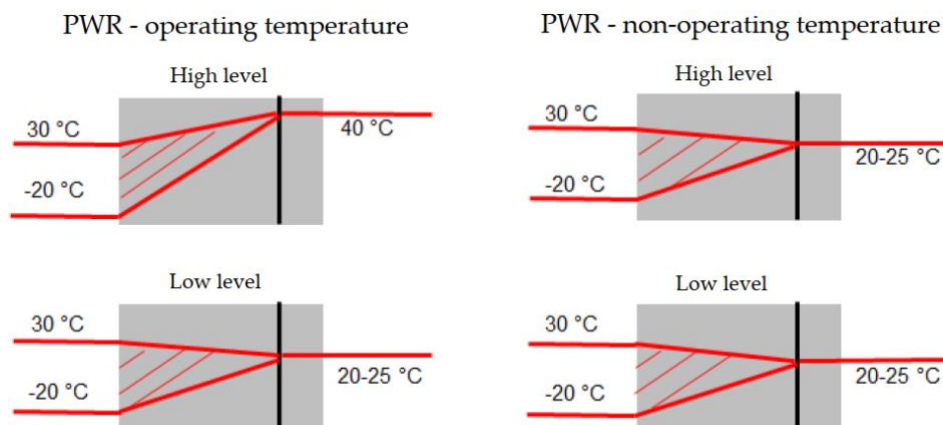 PWR - operating temperature
High level
30 °C
40 °C
-20 °C
Low level
30 °C
20-25 °C
-20 °C
PWR - non-operating temperature
High level
30 °C
20-25 °C
-20 °C
Low level
30 °C
20-25 °C
-20 °C